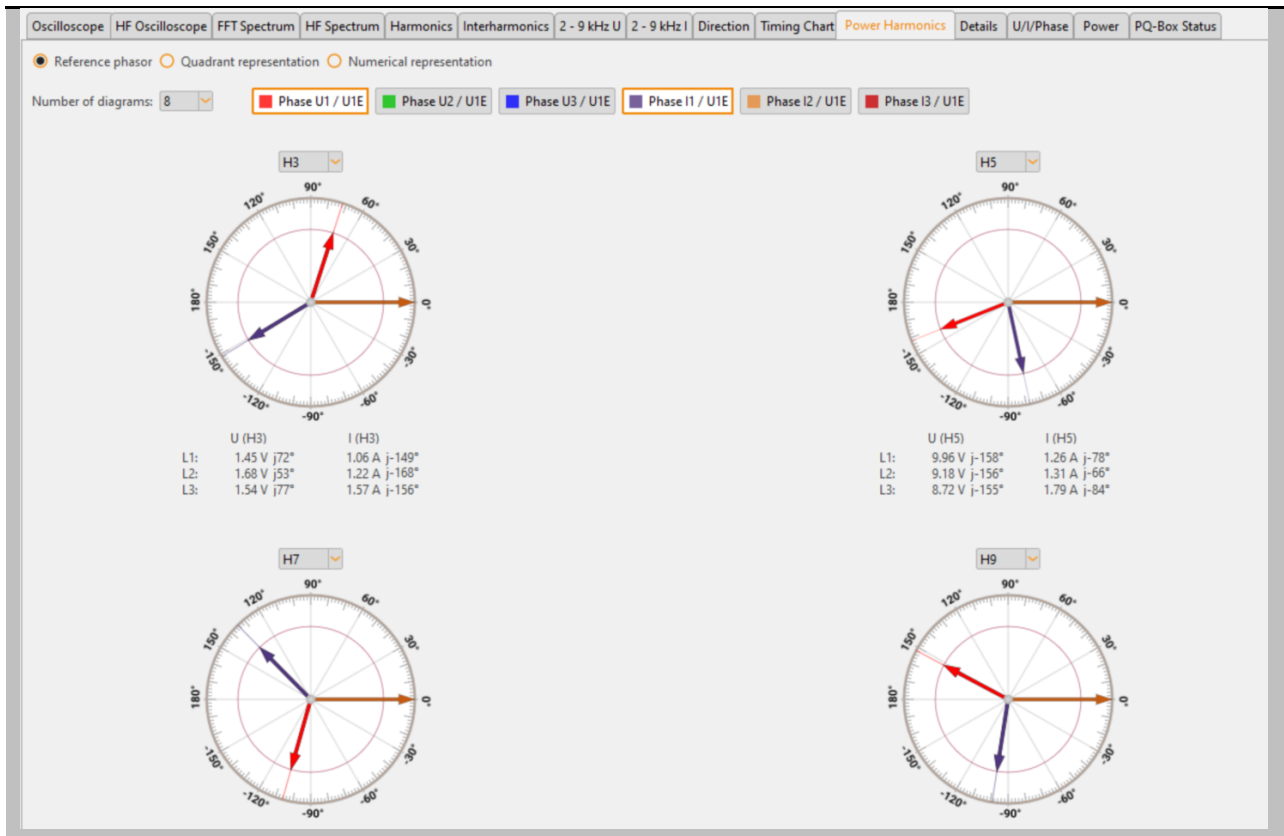 Oscilloscope HF Oscilloscope FFT Spectrum HF Spectrum Harmonics Interharmonics 2 - 9 kHz U 2 - 9 kHz I Direction Timing Chart Power Harmonics Details U/I/Phase Power PQ-Box Status
Reference phasor Quadrant representation Numerical representation
Number of diagrams: 8 Phase U1 / U1E Phase U2 / U1E Phase U3 / U1E Phase I1 / U1E Phase I2 / U1E Phase I3 / U1E
H3
90°
120° 60°
150° 30°
180° 0°
-150° -30°
-120° -60°
-90°
U (H3) I (H3)
L1: 1.45 V j72° 1.06 A j-149°
L2: 1.68 V j53° 1.22 A j-168°
L3: 1.54 V j77° 1.57 A j-156°
H5
90°
120° 60°
150° 30°
180° 0°
-150° -30°
-120° -60°
-90°
U (H5) I (H5)
L1: 9.96 V j-158° 1.26 A j-78°
L2: 9.18 V j-156° 1.31 A j-66°
L3: 8.72 V j-155° 1.79 A j-84°
H7
90°
120° 60°
150° 30°
180° 0°
-150° -30°
-120° -60°
-90°
H9
90°
120° 60°
150° 30°
180° 0°
-150° -30°
-120° -60°
-90°